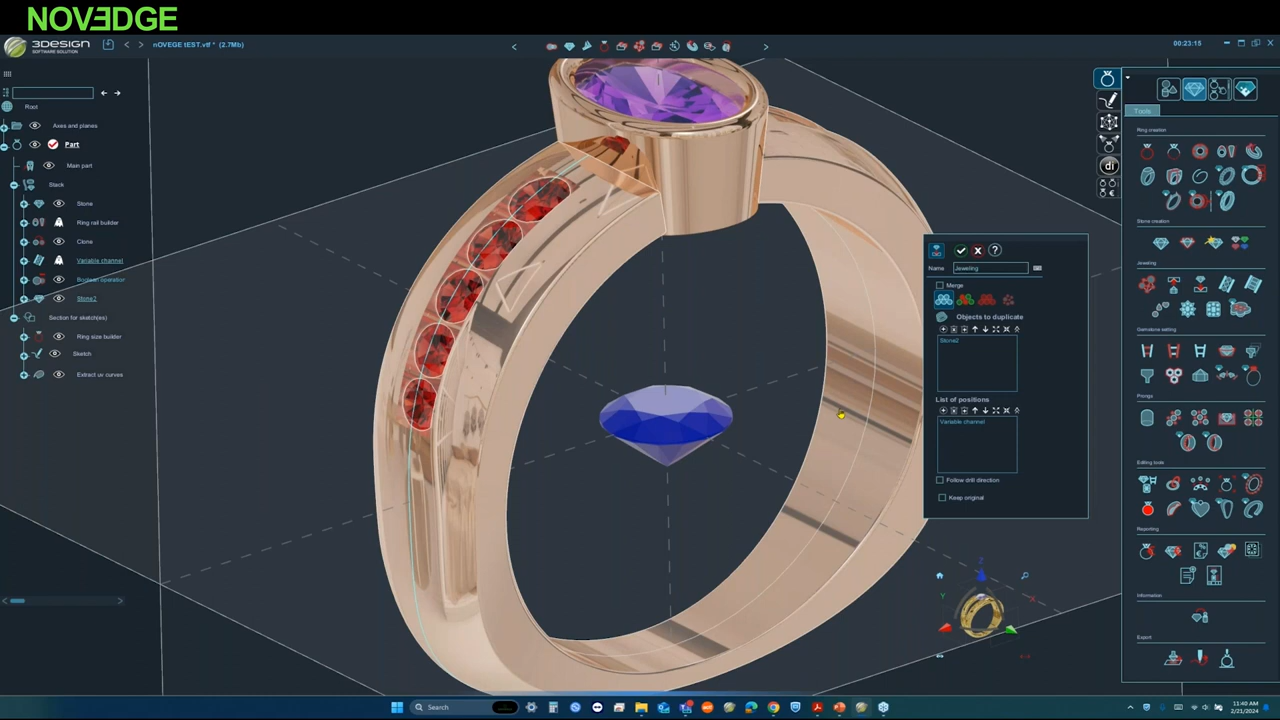 NOVEDGE
3DESIGN
SOFTWARE SOLUTION
nOVEGE tEST.vtf * (2.7Mb)
00:23:15
Root
Axes and planes
Part
Main part
Stack
Stone
Ring rail builder
Clone
Variable channel
Boolean operation
Stone2
Section for sketch(es)
Ring size builder
Sketch
Extract uv curves
Name
Jeweling
Merge
Objects to duplicate
Stone2
List of positions
Variable channel
Follow drill direction
Keep original
Tools
Ring creation
Stone creation
Jeweling
Gemstone setting
Prongs
Editing tools
Reporting
Information
Export
di
Z
Y
X
Search
11:40 AM
2/21/2024